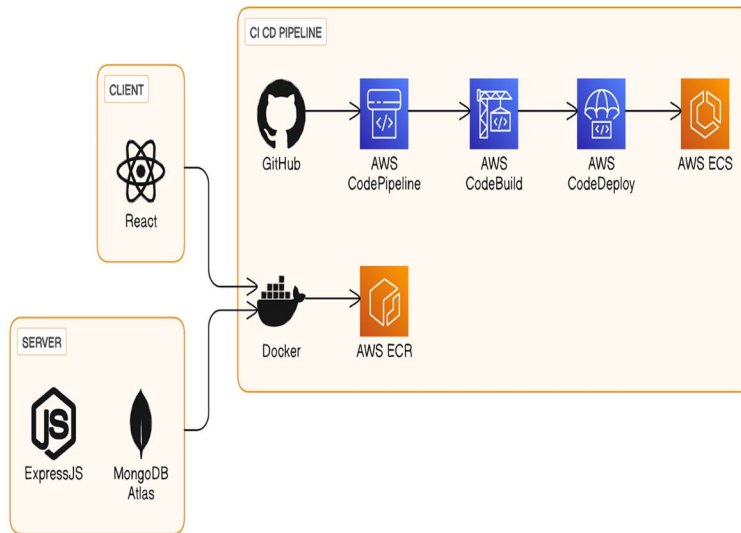 CI CD PIPELINE
CLIENT
GitHub
AWS
CodePipeline
AWS
CodeBuild
AWS
CodeDeploy
AWS ECS
React
Docker
AWS ECR
SERVER
JS
ExpressJS
MongoDB
Atlas